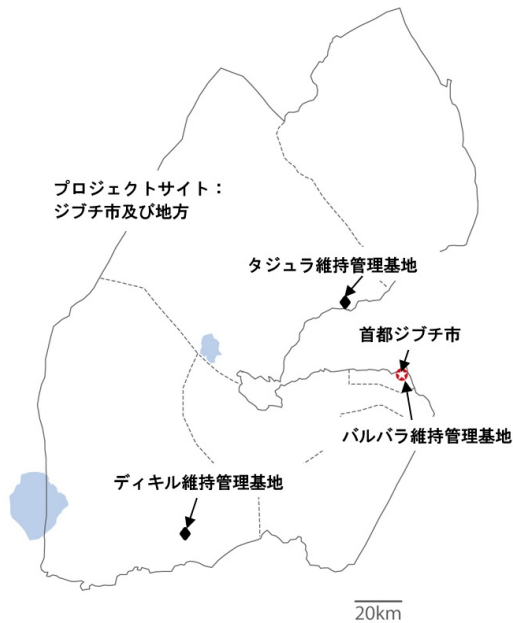 プロジェクトサイト：
ジブチ市及び地方
タジュラ維持管理基地
首都ジブチ市
バルバラ維持管理基地
ディキル維持管理基地
20km